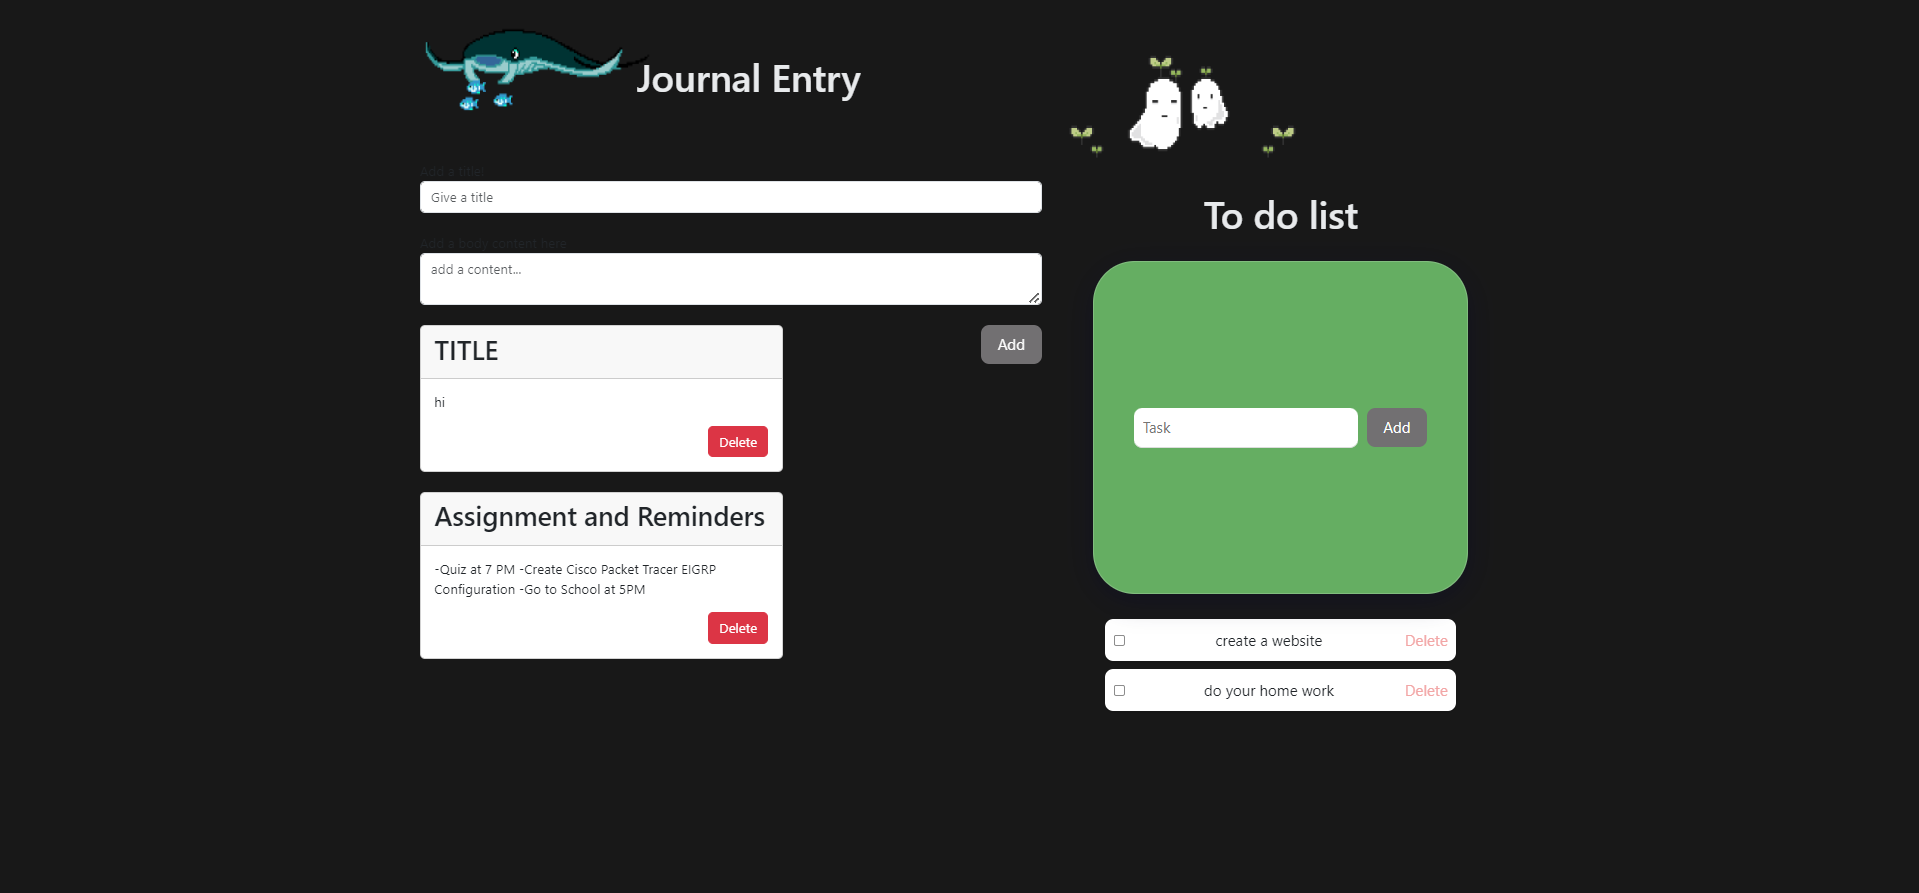 Journal Entry
Add a title:
Give a title
Add a body content here
add a content...
Add
TITLE
hi
Delete
Assignment and Reminders
-Quiz at 7 PM -Create Cisco Packet Tracer EIGRP
Configuration -Go to School at 5PM
Delete
To do list
Task
Add
create a website
Delete
do your home work
Delete